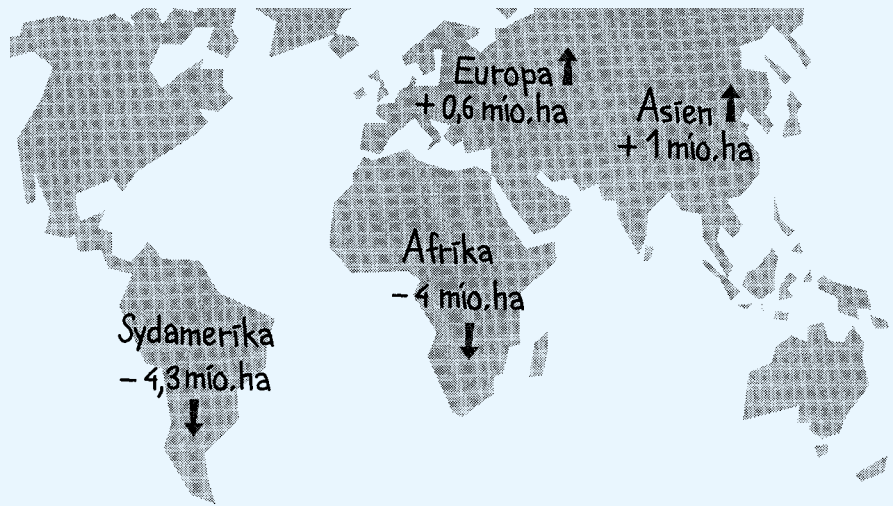 Europa
+ 0,6 mio. ha
Asien
+ 1 mio. ha
Afrika
– 4 mio. ha
Sydamerika
– 4,3 mio. ha